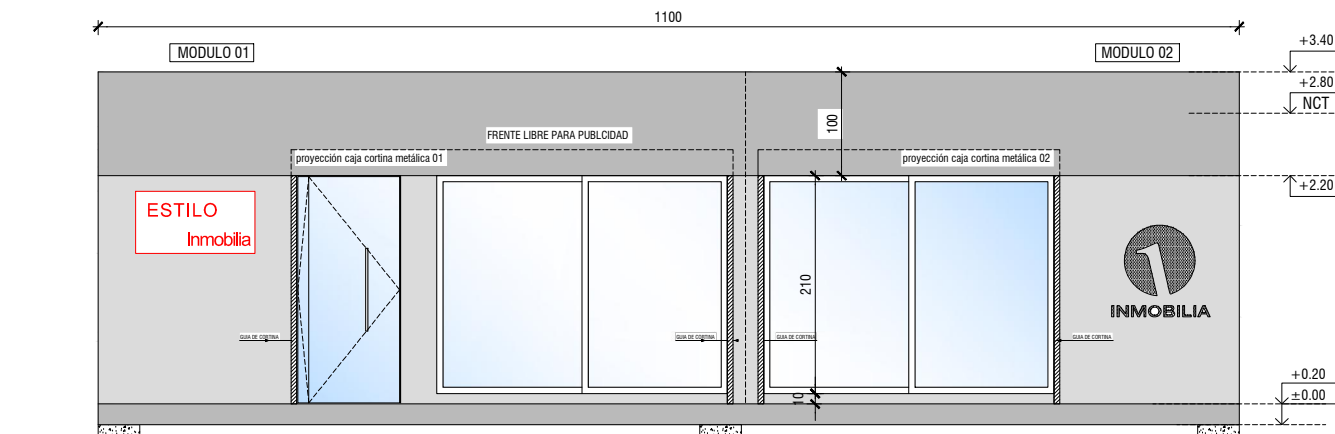 1100
MODULO 01
MODULO 02
+3.40
+2.80
NCT
100
FRENTE LIBRE PARA PUBLCIDAD
proyección caja cortina metálica 01
proyección caja cortina metálica 02
+2.20
ESTILO
Inmobilia
1
INMOBILIA
210
GUIA DE CORTINA
GUIA DE CORTINA
GUIA DE CORTINA
GUIA DE CORTINA
+0.20
±0.00
10